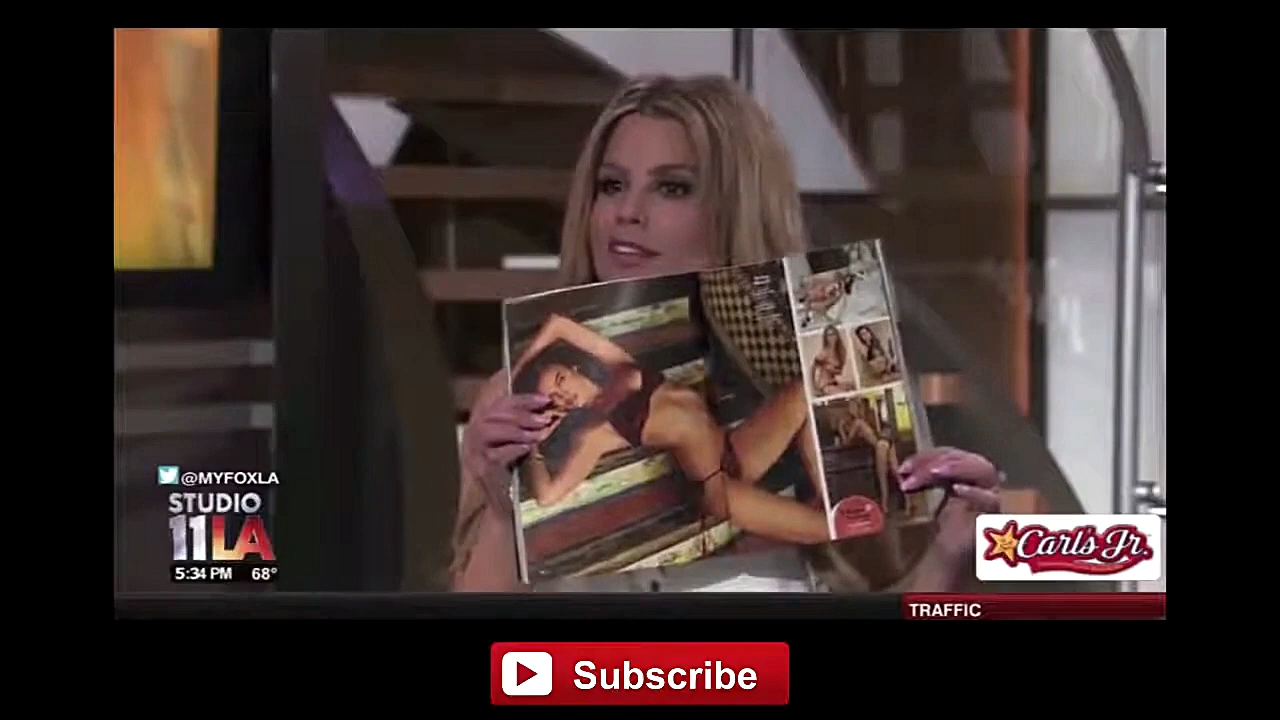 @MYFOXLA
STUDIO
11LA
5:34 PM 68°
Carl's Jr.
TRAFFIC
Subscribe